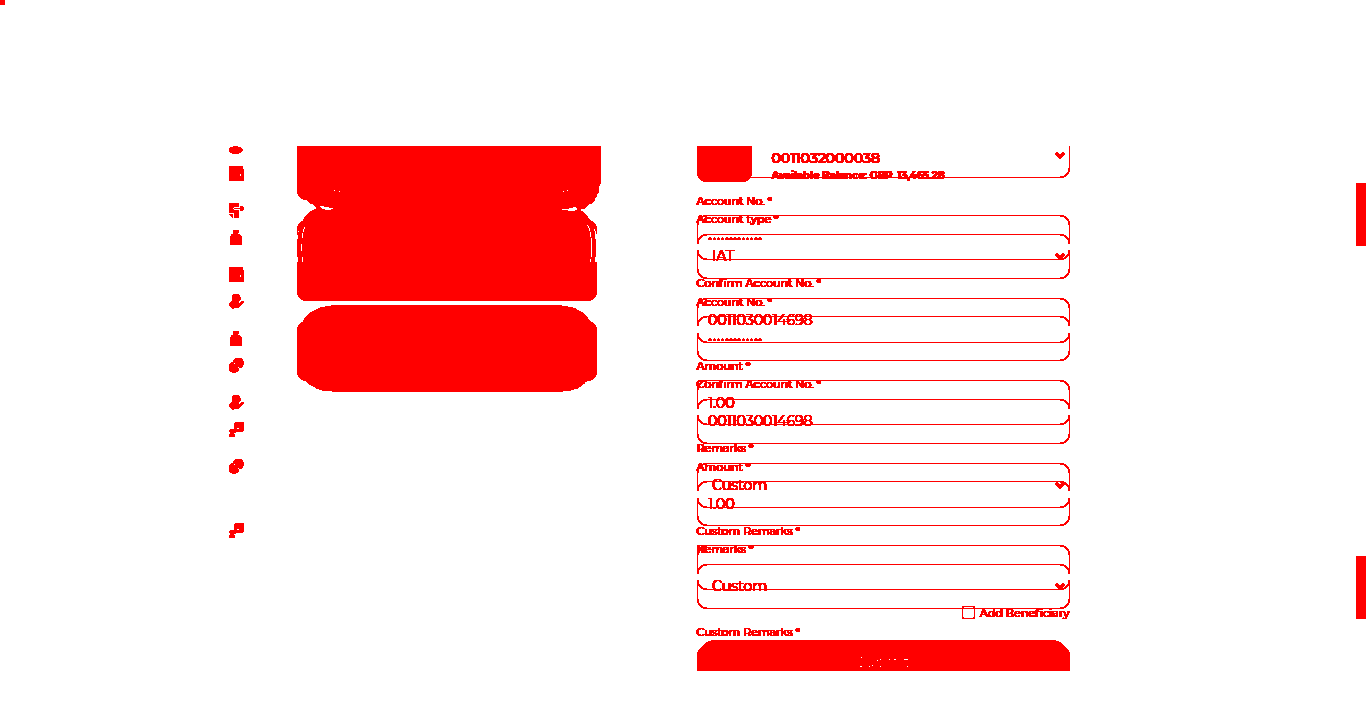 0011032000038
Available Balance: GBP 13,465.28
Account No. *
Account type *
IAT
Confirm Account No. *
Account No. *
0011030014698
Amount *
Confirm Account No. *
1.00
0011030014698
Remarks *
Amount *
Custom
1.00
Custom Remarks *
Remarks *
Custom
Add Beneficiary
Custom Remarks *